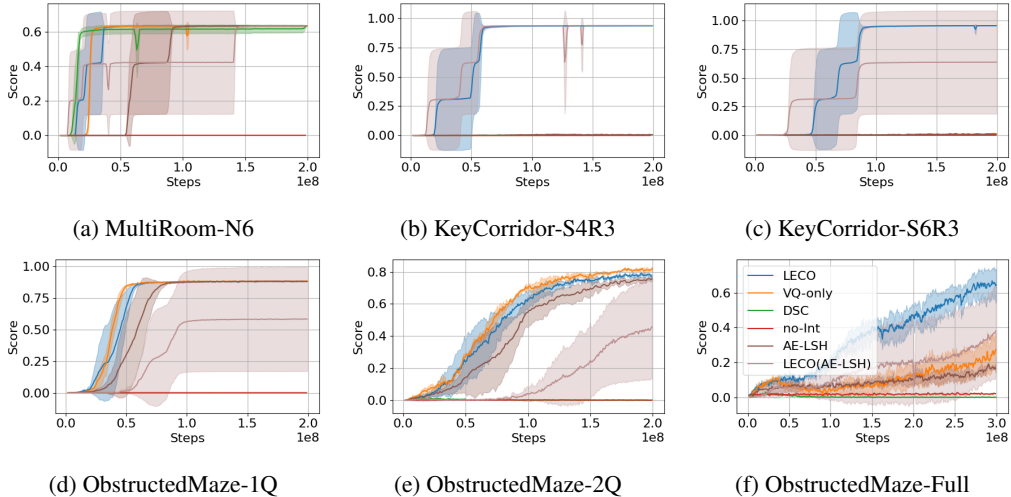 0.6
0.4
0.2
0.0
Score
0.0 0.5 1.0 1.5 2.0
Steps
1e8
(a) MultiRoom-N6
1.00
0.75
0.50
0.25
0.00
Score
0.0 0.5 1.0 1.5 2.0
Steps
1e8
(b) KeyCorridor-S4R3
1.00
0.75
0.50
0.25
0.00
Score
0.0 0.5 1.0 1.5 2.0
Steps
1e8
(c) KeyCorridor-S6R3
1.00
0.75
0.50
0.25
0.00
Score
0.0 0.5 1.0 1.5 2.0
Steps
1e8
(d) ObstructedMaze-1Q
0.8
0.6
0.4
0.2
0.0
Score
0.0 0.5 1.0 1.5 2.0
Steps
1e8
(e) ObstructedMaze-2Q
0.6
0.4
0.2
0.0
Score
LECO
VQ-only
DSC
no-Int
AE-LSH
LECO(AE-LSH)
0.0 0.5 1.0 1.5 2.0 2.5 3.0
Steps
1e8
(f) ObstructedMaze-Full